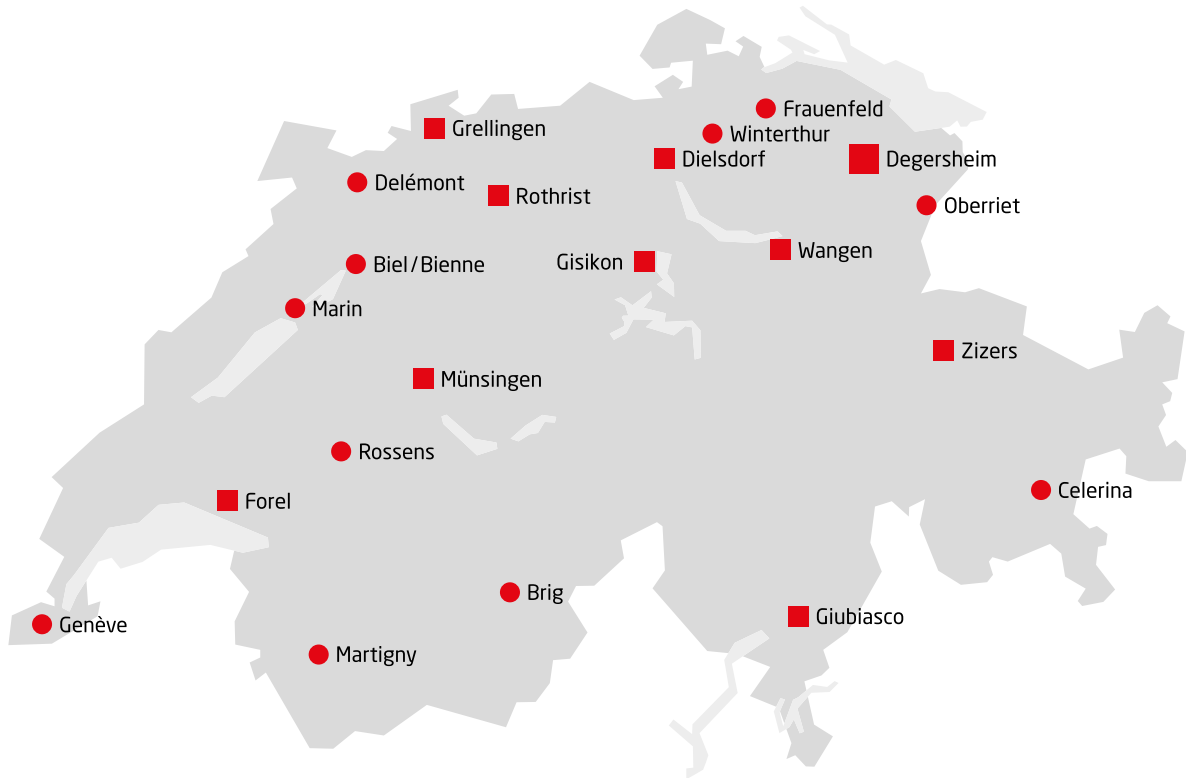 Frauenfeld
Grellingen
Winterthur
Dielsdorf
Degersheim
Delémont
Rothrist
Oberriet
Wangen
Gisikon
Biel/Bienne
Marin
Zizers
Münsingen
Rossens
Celerina
Forel
Brig
Giubiasco
Genève
Martigny